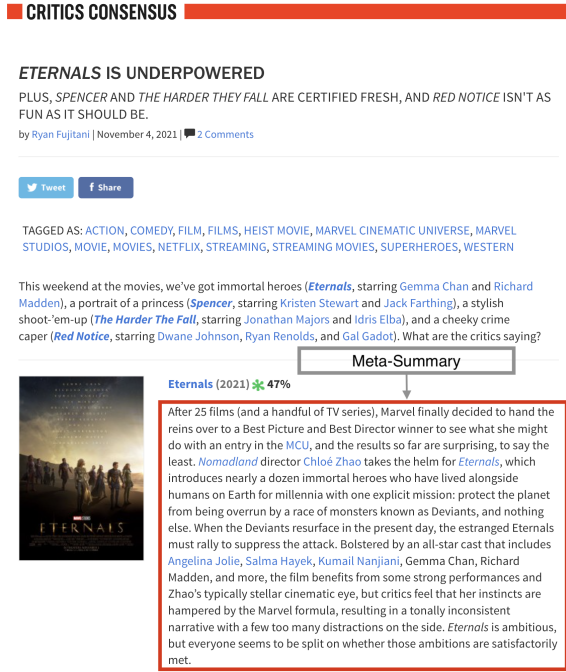 CRITICS CONSENSUS
ETERNALS IS UNDERPOWERED
PLUS, SPENCER AND THE HARDER THEY FALL ARE CERTIFIED FRESH, AND RED NOTICE ISN'T AS
FUN AS IT SHOULD BE.
by Ryan Fujitani | November 4, 2021 | 2 Comments
Tweet
f Share
TAGGED AS: ACTION, COMEDY, FILM, FILMS, HEIST MOVIE, MARVEL CINEMATIC UNIVERSE, MARVEL
STUDIOS, MOVIE, MOVIES, NETFLIX, STREAMING, STREAMING MOVIES, SUPERHEROES, WESTERN
This weekend at the movies, we've got immortal heroes (Eternals, starring Gemma Chan and Richard
Madden), a portrait of a princess (Spencer, starring Kristen Stewart and Jack Farthing), a stylish
shoot-'em-up (The Harder The Fall, starring Jonathan Majors and Idris Elba), and a cheeky crime
caper (Red Notice, starring Dwane Johnson, Ryan Renolds, and Gal Gadot). What are the critics saying?
Meta-Summary
Eternals (2021) 47%
After 25 films (and a handful of TV series), Marvel finally decided to hand the
reins over to a Best Picture and Best Director winner to see what she might
do with an entry in the MCU, and the results so far are surprising, to say the
least. Nomadland director Chloé Zhao takes the helm for Eternals, which
introduces nearly a dozen immortal heroes who have lived alongside
humans on Earth for millennia with one explicit mission: protect the planet
from being overrun by a race of monsters known as Deviants, and nothing
else. When the Deviants resurface in the present day, the estranged Eternals
must rally to suppress the attack. Bolstered by an all-star cast that includes
Angelina Jolie, Salma Hayek, Kumail Nanjiani, Gemma Chan, Richard
Madden, and more, the film benefits from some strong performances and
Zhao's typically stellar cinematic eye, but critics feel that her instincts are
hampered by the Marvel formula, resulting in a tonally inconsistent
narrative with a few too many distractions on the side. Eternals is ambitious,
but everyone seems to be split on whether those ambitions are satisfactorily
met.
ETERNALS